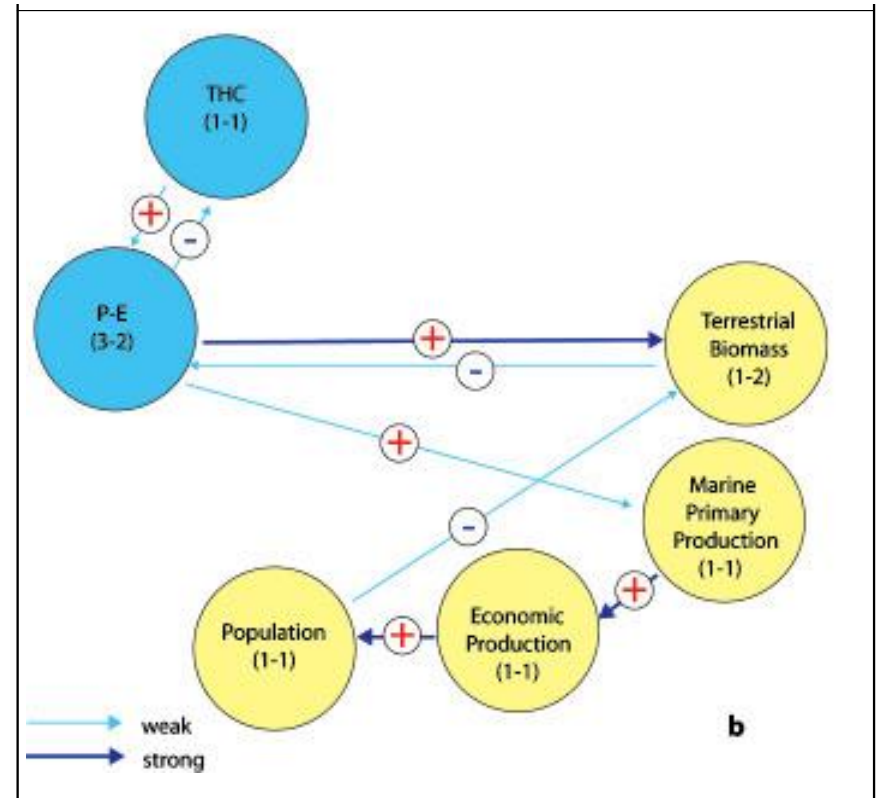 THC
(1-1)
+
-
P-E
(3-2)
+
-
Terrestrial
Biomass
(1-2)
+
-
Marine
Primary
Production
(1-1)
+
Economic
Production
(1-1)
+
Population
(1-1)
weak
strong
b